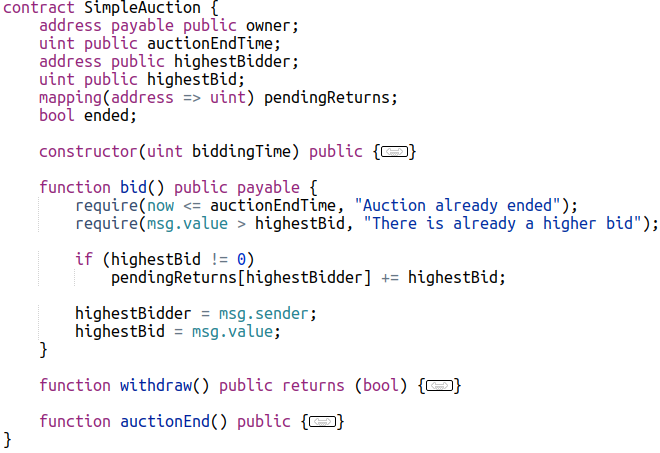 contract SimpleAuction {
    address payable public owner;
    uint public auctionEndTime;
    address public highestBidder;
    uint public highestBid;
    mapping(address => uint) pendingReturns;
    bool ended;

    constructor(uint biddingTime) public {}

    function bid() public payable {
        require(now <= auctionEndTime, "Auction already ended");
        require(msg.value > highestBid, "There is already a higher bid");

        if (highestBid != 0)
            pendingReturns[highestBidder] += highestBid;

        highestBidder = msg.sender;
        highestBid = msg.value;
    }

    function withdraw() public returns (bool) {}

    function auctionEnd() public {}
}